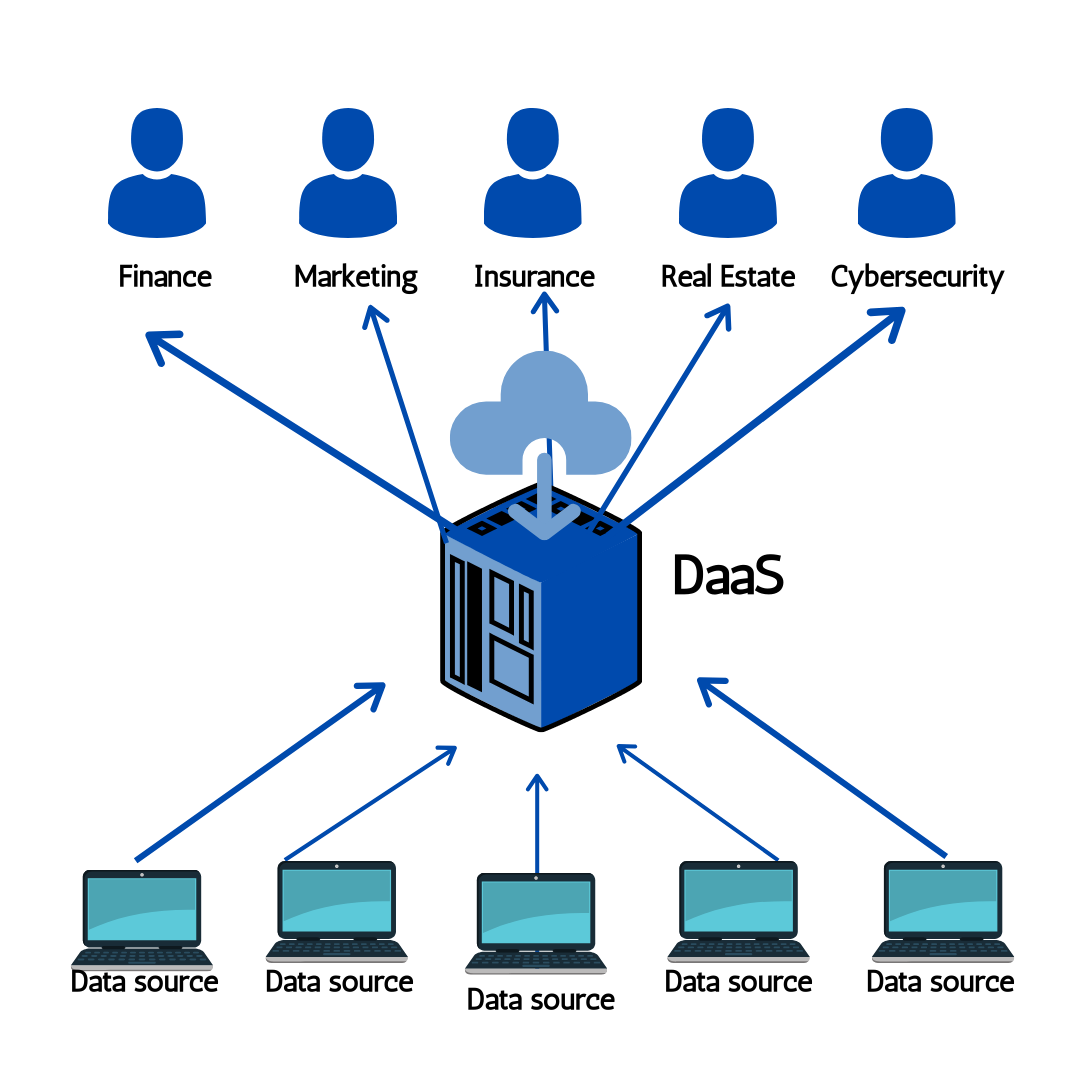 Finance
Marketing
Insurance
Real Estate
Cybersecurity
DaaS
Data source
Data source
Data source
Data source
Data source